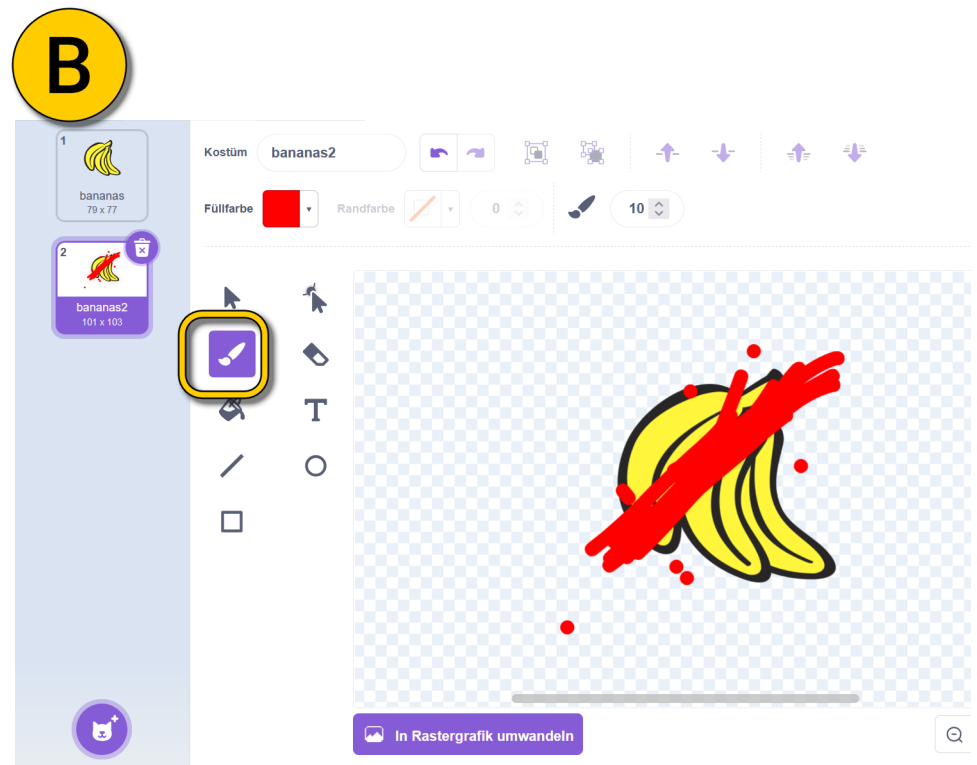 B
1
bananas
79 x 77
2
bananas2
101 x 103
Kostüm bananas2
Füllfarbe Randfarbe 0 10
T
In Rastergrafik umwandeln